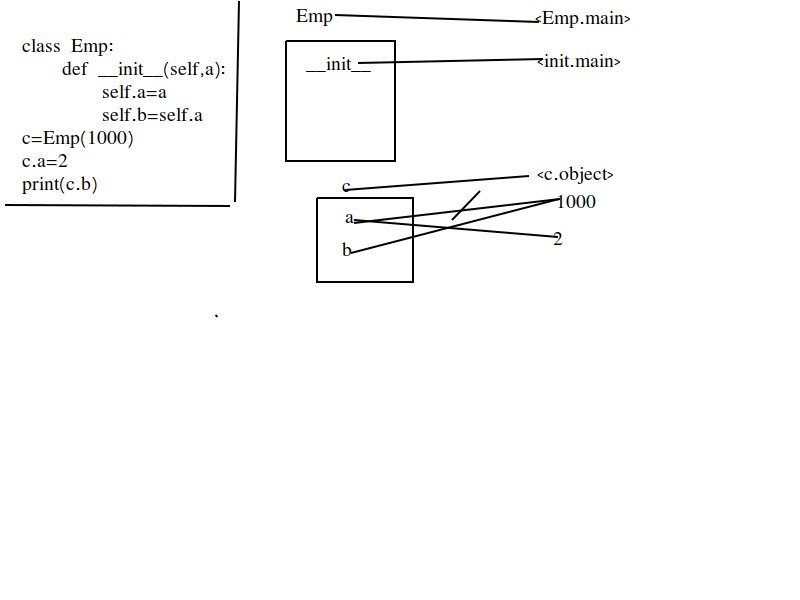 class Emp:
def __init__(self,a):
self.a=a
self.b=self.a
c=Emp(1000)
c.a=2
print(c.b)
Emp <Emp.main>
__init__ <init.main>
c <c.object>
a 1000
b 2